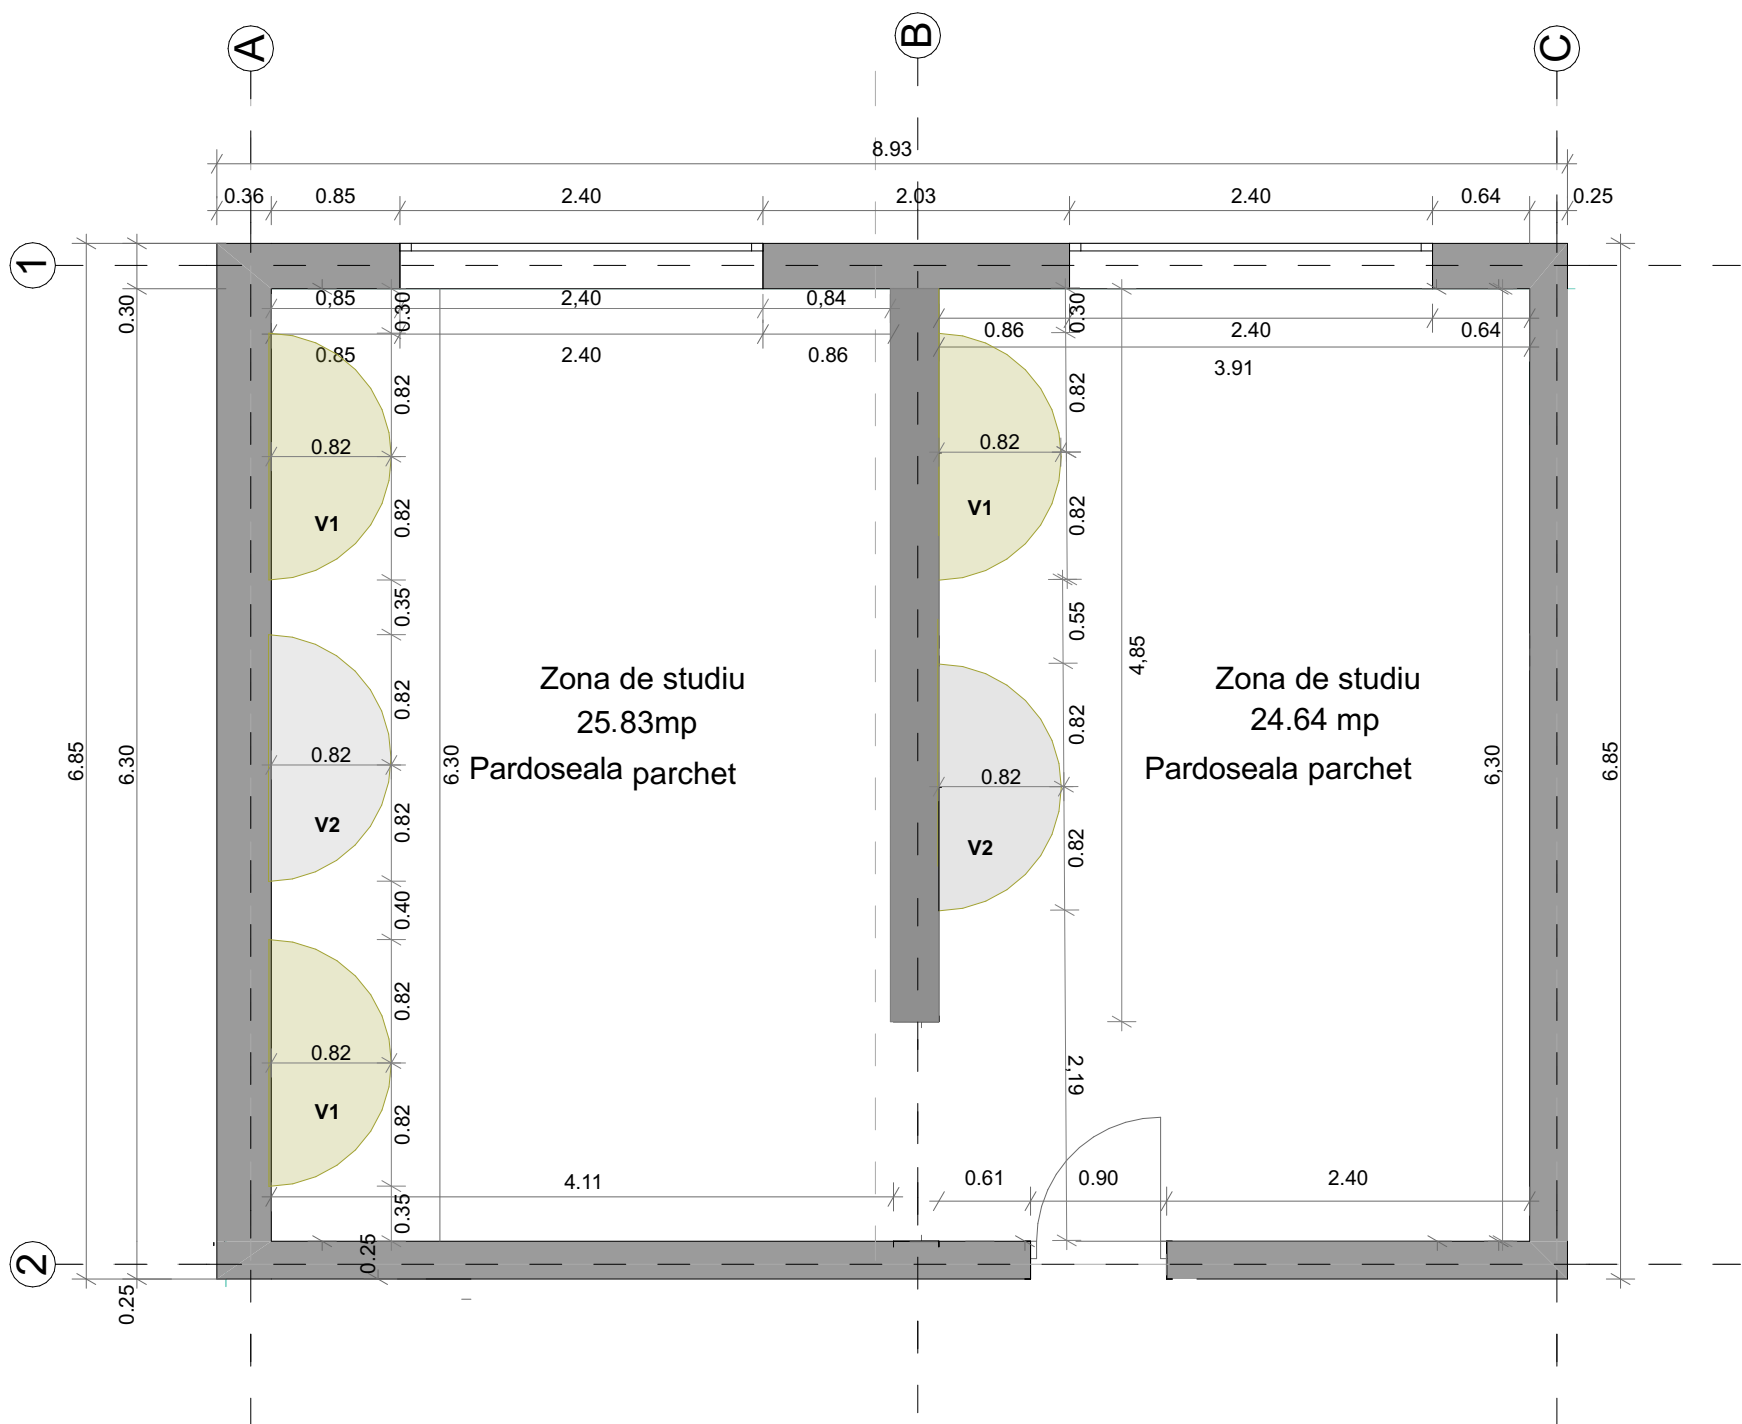 A
B
C
8.93
0.36 0.85 2.40 2.03 2.40 0.64 0.25
1
0.30
0,85 2,40 0,84
0.30
0.30
0.85 2.40 0.86
0.86 2.40 0.64
3.91
0.82
0.82
0.82
0.82
V1
V1
0.82
0.82
0.35
0.55
4,85
Zona de studiu
25.83mp
Pardoseala parchet
Zona de studiu
24.64 mp
Pardoseala parchet
0.82
0.82
0.82
0.82
6.85
6.30
6.30
6,30
6.85
V2
V2
0.82
0.82
0.40
0.82
0.82
V1
0.82
2,19
4.11
0.61 0.90 2.40
0.35
0.25
2
0.25